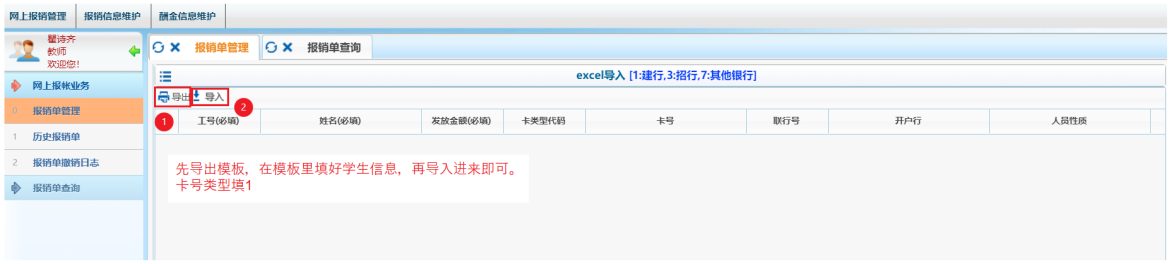 网上报销管理 报销信息维护 酬金信息维护
瞿诗齐
教师
欢迎您!
报销单管理 报销单查询
网上报帐业务
excel导入 [1:建行,3:招行,7:其他银行]
导出 导入
0 报销单管理
1 2
工号(必填) 姓名(必填) 发放金额(必填) 卡类型代码 卡号 联行号 开户行 人员性质
1 历史报销单
2 报销单撤销日志
报销单查询
先导出模板，在模板里填好学生信息，再导入进来即可。
卡号类型填1